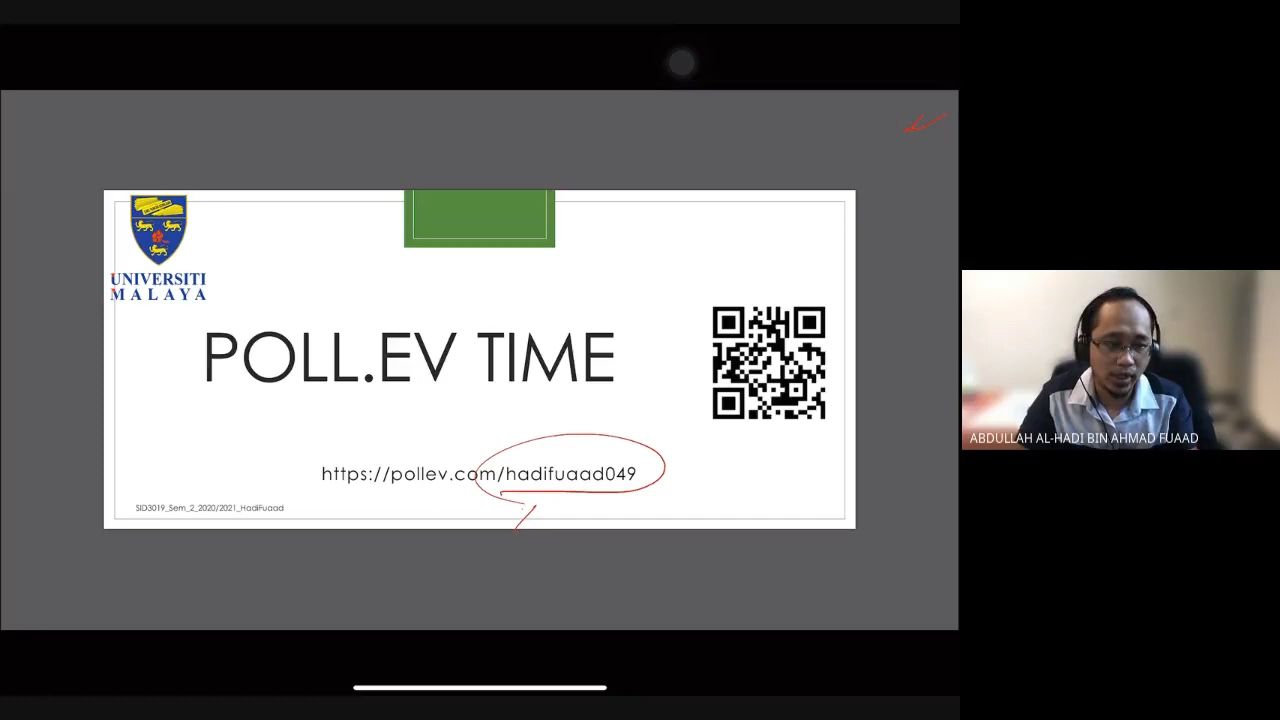 UNIVERSITI
MALAYA
POLL.EV TIME
https://pollev.com/hadifuaad049
SID3019_Sem_2_2020/2021_HadiFuaad
ABDULLAH AL-HADI BIN AHMAD FUAAD